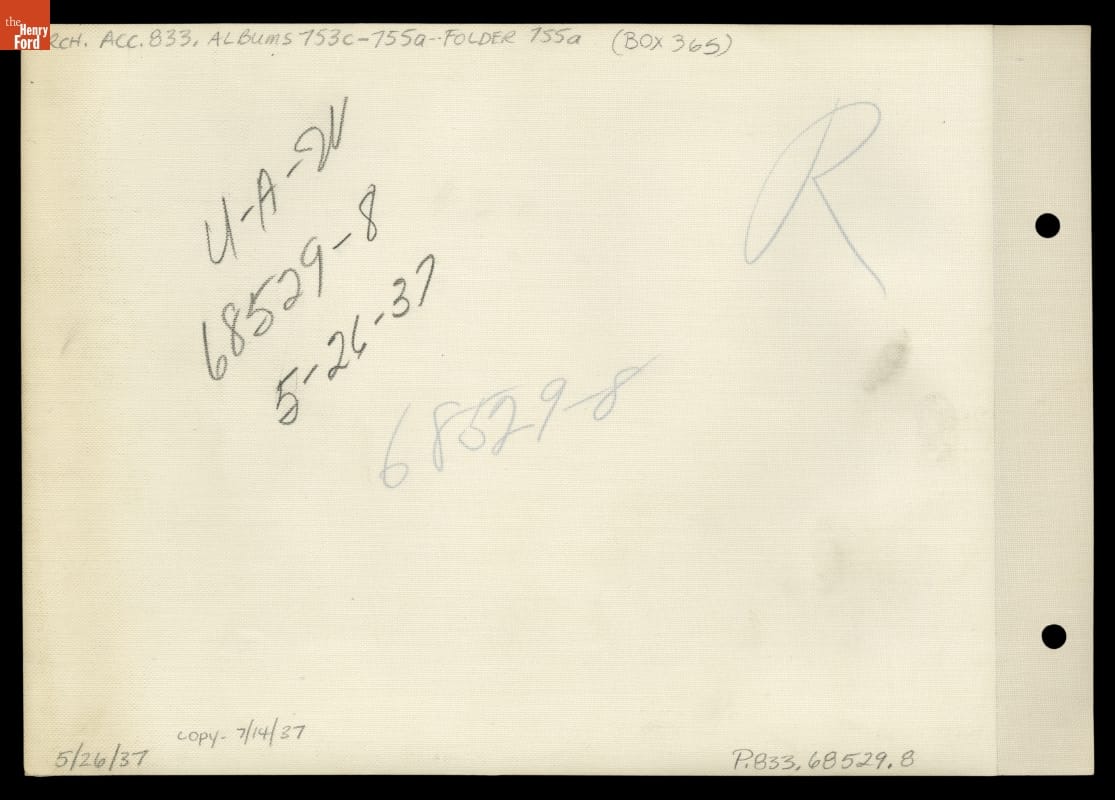 the
Henry
Ford
RCH. ACC. 833, ALBUMS 753c-755a--FOLDER 755a (BOX 365)
U-A-W
68529-8
5-26-37
R
68529-8
copy- 7/14/37
5/26/37
P.833.68529.8